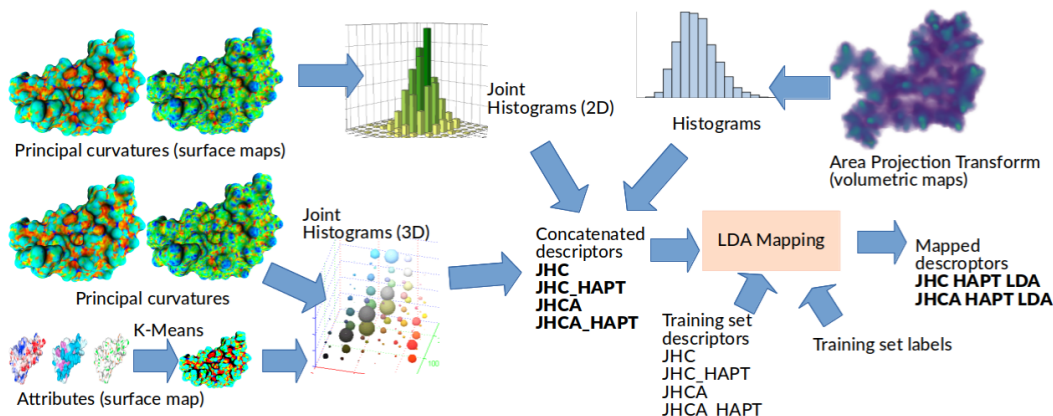 Principal curvatures (surface maps)
Joint
Histograms (2D)
Histograms
Area Projection Transform
(volumetric maps)
Principal curvatures
Joint
Histograms (3D)
100
K-Means
Attributes (surface map)
Concatenated
descriptors
JHC
JHC_HAPT
JHCA
JHCA_HAPT
LDA Mapping
Mapped
descroptors
JHC HAPT LDA
JHCA HAPT LDA
Training set
descriptors
JHC
JHC_HAPT
JHCA
JHCA_HAPT
Training set labels